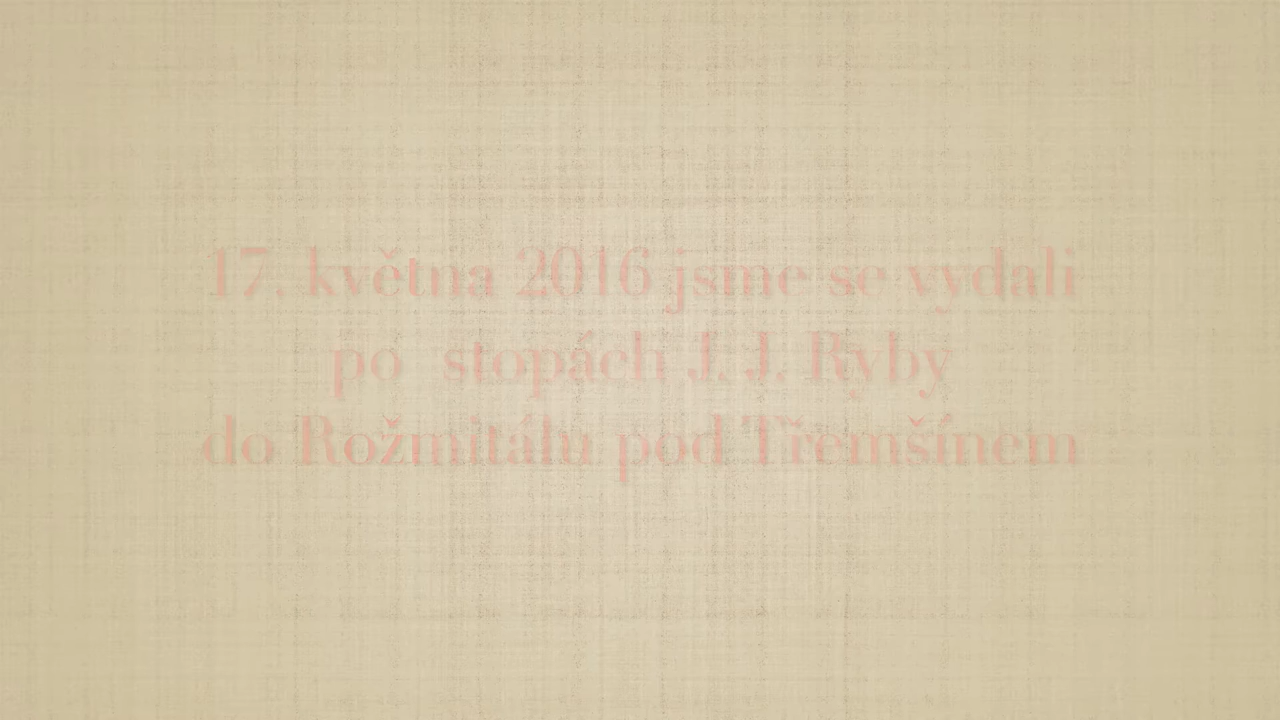 17. května 2016 jsme se vydali
po stopách J. J. Ryby
do Rožmitálu pod Třemšínem